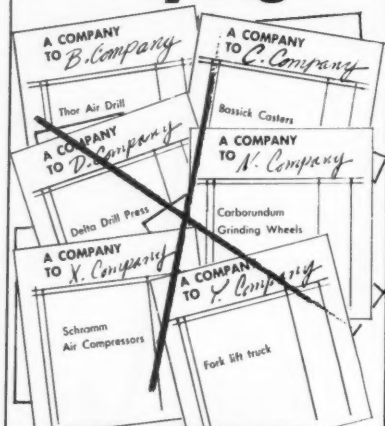 A COMPANY
TO B. Company
Thor Air Drill
A COMPANY
TO C. Company
Bassick Casters
A COMPANY
TO D. Company
Delta Drill Press
A COMPANY
TO N. Company
Carborundum
Grinding Wheels
A COMPANY
TO X. Company
Schramm
Air Compressors
A COMPANY
TO Y. Company
Fork lift truck